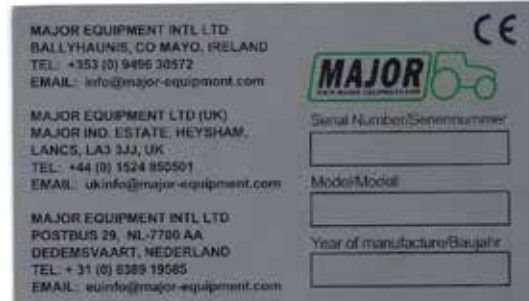 MAJOR EQUIPMENT INTL LTD
BALLYHAUNIS, CO MAYO, IRELAND
TEL: +353 (0) 9496 30572
EMAIL: info@major-equipment.com
MAJOR EQUIPMENT LTD (UK)
MAJOR IND. ESTATE, HEYSHAM,
LANCS, LA3 3JJ, UK
TEL: +44 (0) 1524 850501
EMAIL: ukinfo@major-equipment.com
MAJOR EQUIPMENT INTL LTD
POSTBUS 29, NL-7700 AA
DEDEMSVAART, NEDERLAND
TEL: + 31 (0) 6389 19585
EMAIL: euinfo@major-equipment.com
CE
MAJOR
Serial Number/Seriennummer
Model/Modell
Year of manufacture/Baujahr